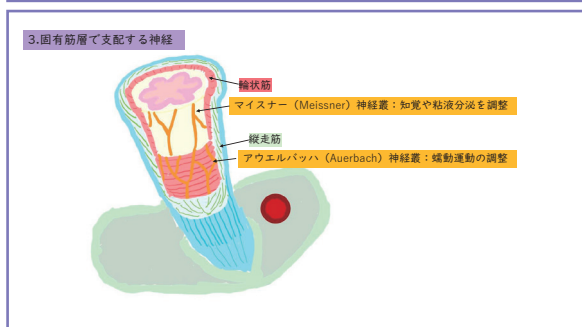 3.固有筋層で支配する神経
輪状筋
マイスナー（Meissner）神経叢：知覚や粘液分泌を調整
縦走筋
アウエルバッハ（Auerbach）神経叢：蠕動運動の調整